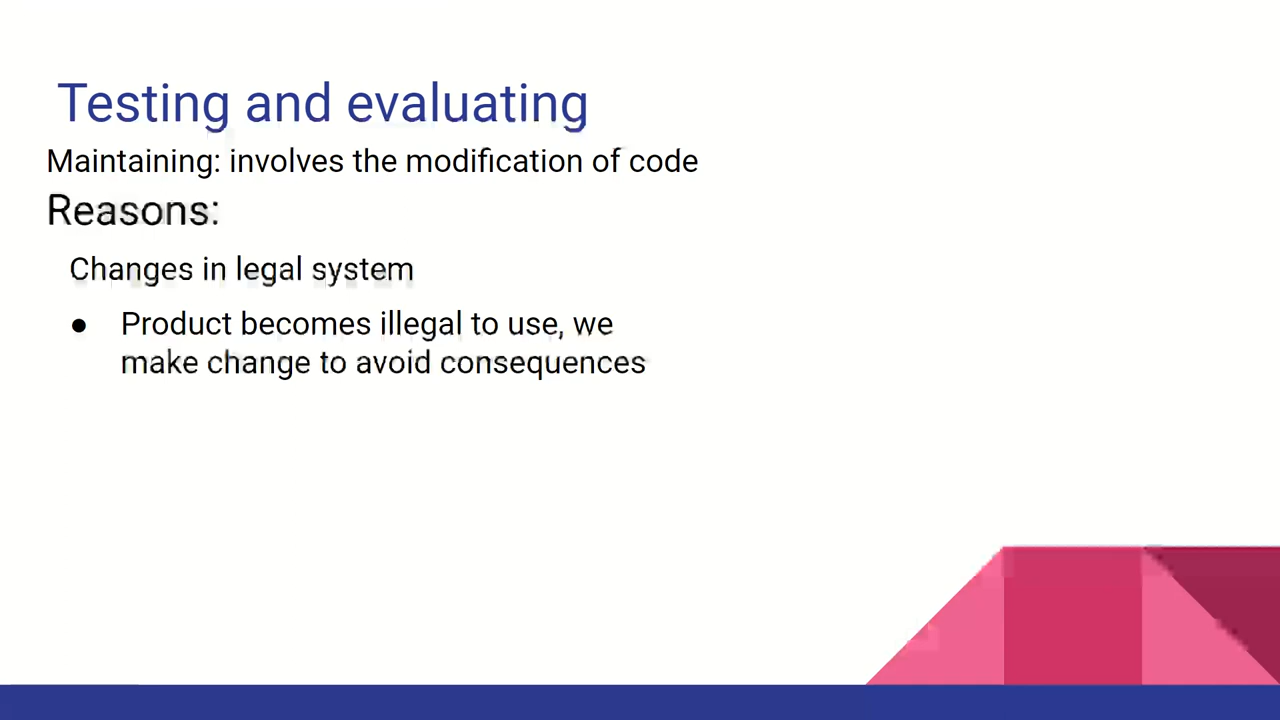 Testing and evaluating
Maintaining: involves the modification of code
Reasons:
Changes in legal system
● Product becomes illegal to use, we
make change to avoid consequences